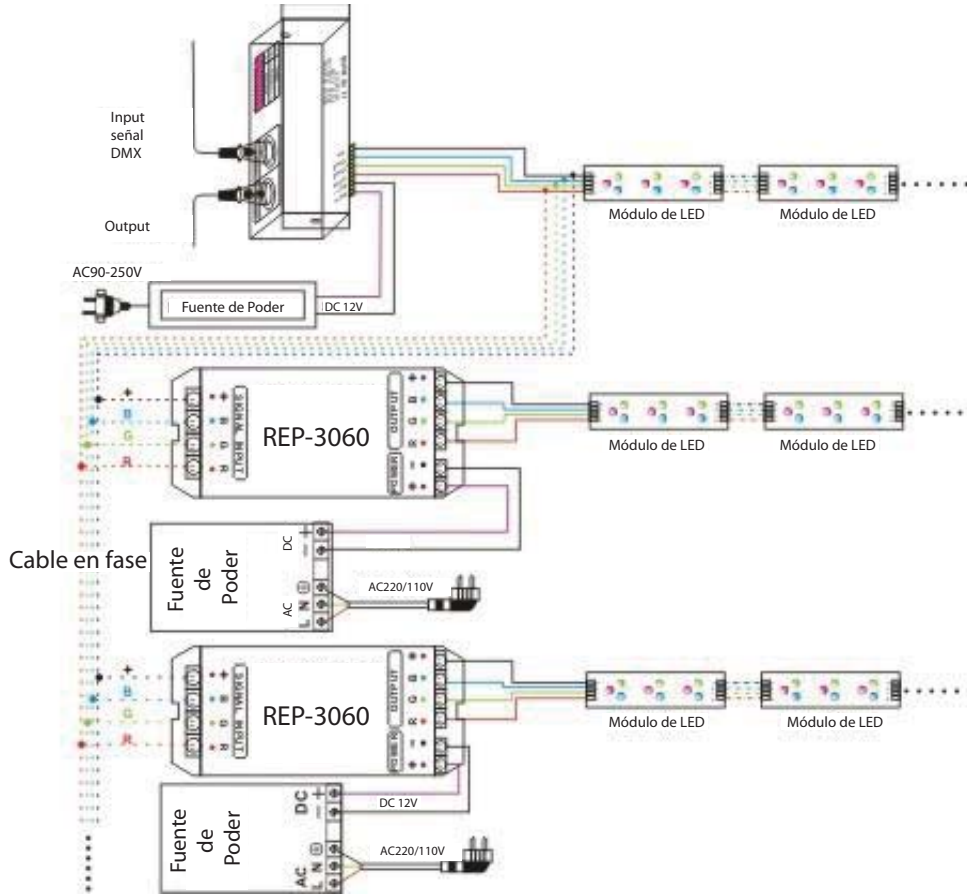 Input
señal
DMX
Output
Módulo de LED
Módulo de LED
AC90-250V
Fuente de Poder
DC 12V
+
B
G
R
+
B
G
R
SIGNAL INPUT
REP-3060
OUTPUT
POWER
+
B
G
R
-
+
Módulo de LED
Módulo de LED
Cable en fase
Fuente
de
Poder
DC
+
-
AC
N
L
AC220/110V
+
B
G
R
+
B
G
R
SIGNAL INPUT
REP-3060
OUTPUT
POWER
+
B
G
R
-
+
Módulo de LED
Módulo de LED
Fuente
de
Poder
DC
+
-
DC 12V
AC
N
L
AC220/110V